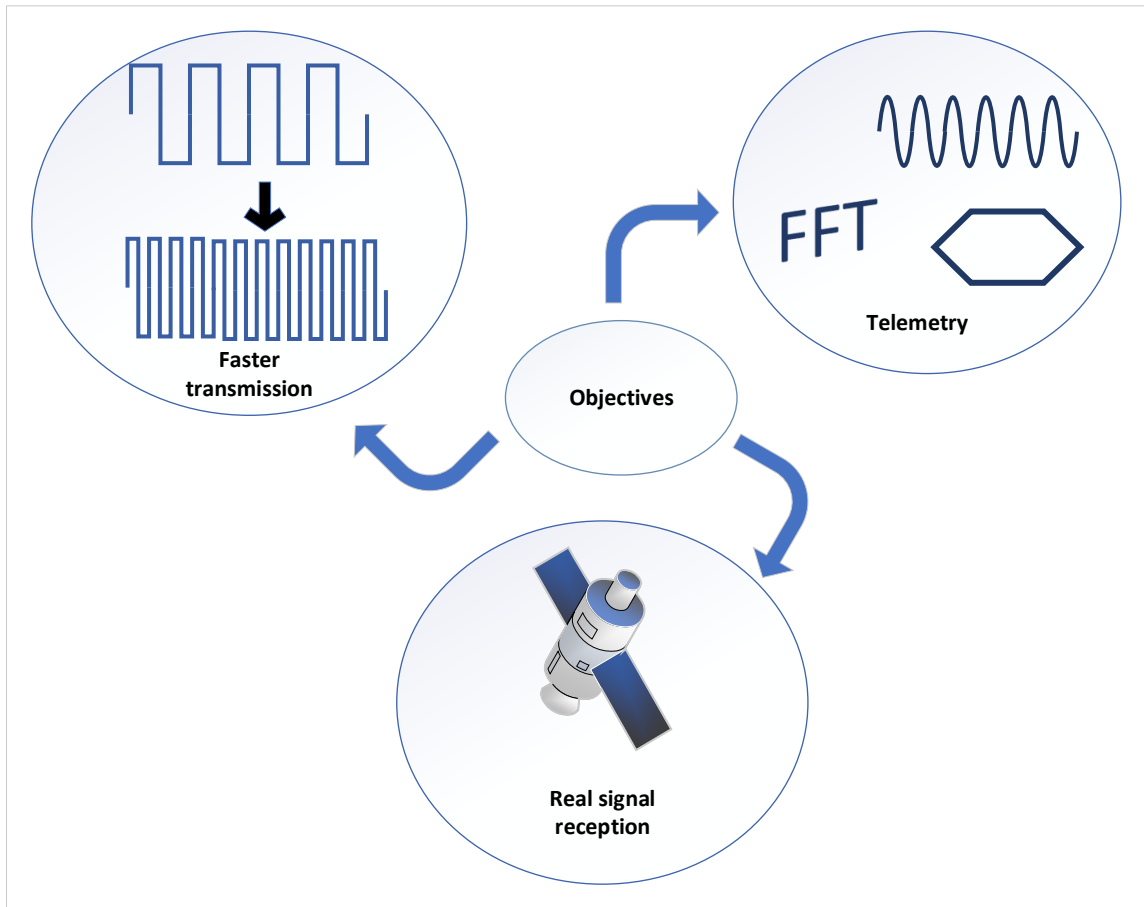 Faster
transmission
FFT
Telemetry
Objectives
Real signal
reception